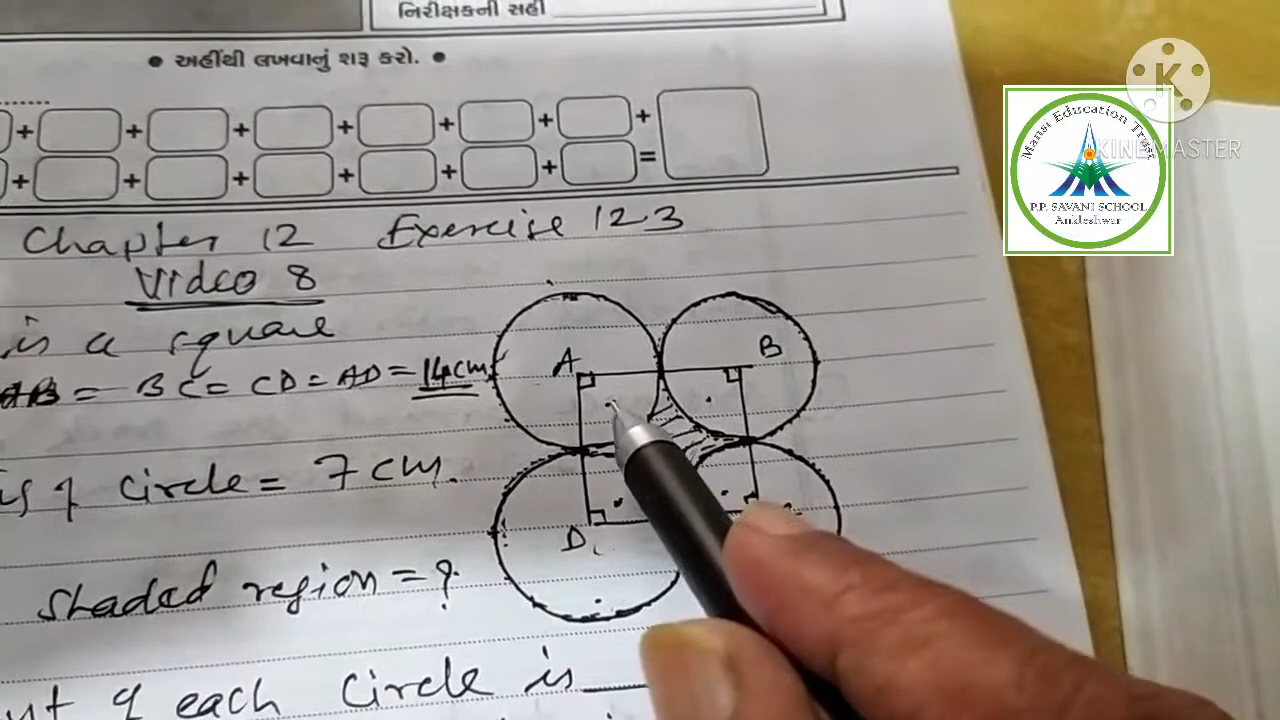 નિરીક્ષકની સહી
• અહીંથી લખવાનું શરૂ કરો. •
+ + + + + + +
+ + + + + + =
Mansi Education Trust
P.P. SAVANI SCHOOL
Ankleshwar
K
KINEMASTER
Chapter 12 Exercise 12.3
Video 8
is a square
AB = BC = CD = AD = 14cm
of circle = 7 cm.
shaded region = ?
of each circle is
A
B
D